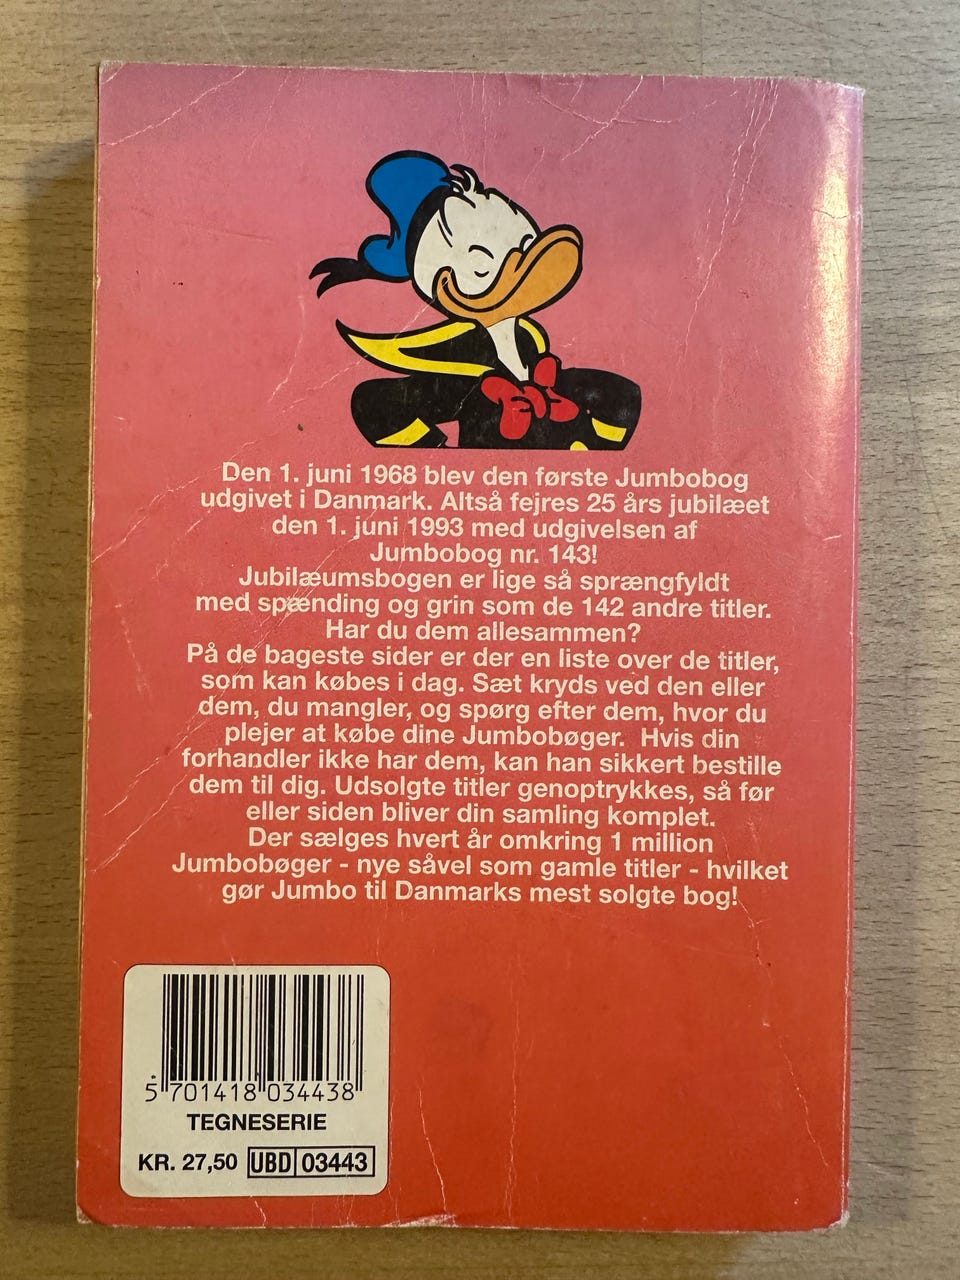 Den 1. juni 1968 blev den første Jumbobog
udgivet i Danmark. Altså fejres 25 års jubilæet
den 1. juni 1993 med udgivelsen af
Jumbobog nr. 143!
Jubilæumsbogen er lige så sprængfyldt
med spænding og grin som de 142 andre titler.
Har du dem allesammen?
På de bageste sider er der en liste over de titler,
som kan købes i dag. Sæt kryds ved den eller
dem, du mangler, og spørg efter dem, hvor du
plejer at købe dine Jumbobøger. Hvis din
forhandler ikke har dem, kan han sikkert bestille
dem til dig. Udsolgte titler genoptrykkes, så før
eller siden bliver din samling komplet.
Der sælges hvert år omkring 1 million
Jumbobøger - nye såvel som gamle titler - hvilket
gør Jumbo til Danmarks mest solgte bog!
5 701418 034438
TEGNESERIE
KR. 27,50 UBD 03443